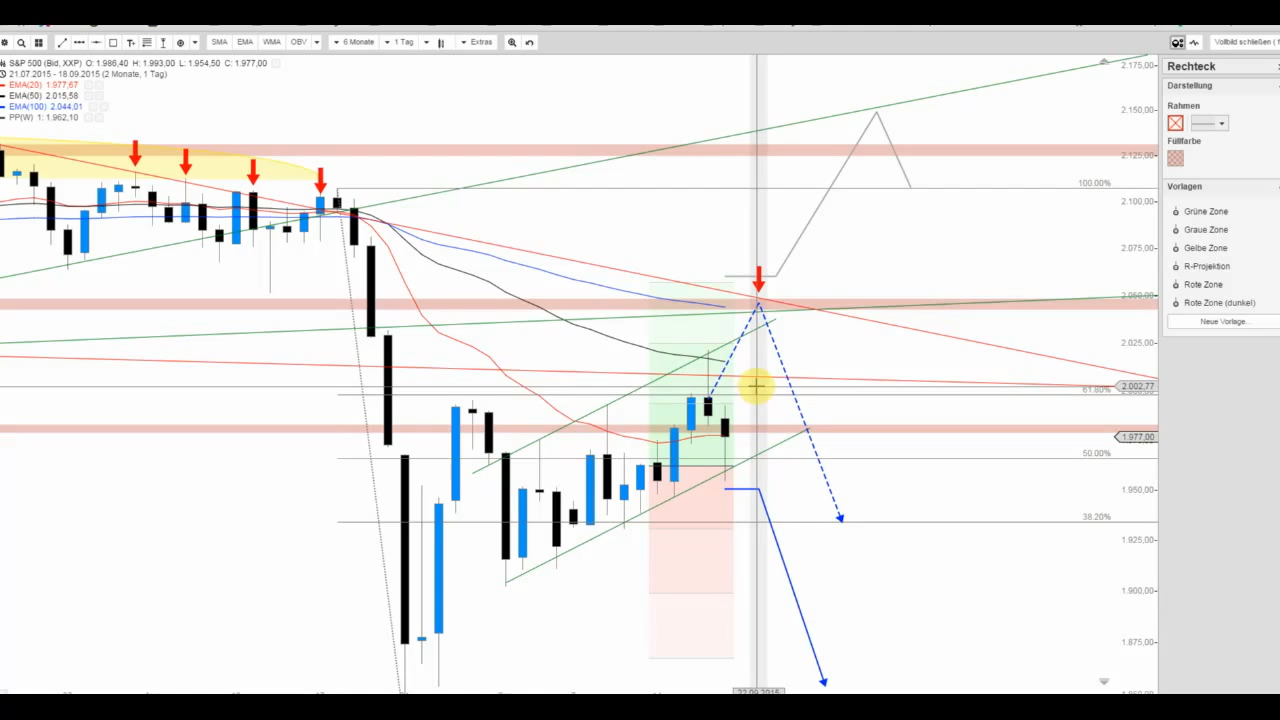 SMA EMA WMA OBV 6 Monate 1 Tag Extras
Vollbild schließen ( f
S&P 500 (Bid, XXP) O: 1.986,40 H: 1.993,00 L: 1.954,50 C: 1.977,00
21.07.2015 - 18.09.2015 (2 Monate, 1 Tag)
EMA(20) 1.977,67
EMA(50) 2.015,58
EMA(100) 2.044,01
PP(W) 1: 1.962,10
2.175,00
2.150,00
2.125,00
100.00%
2.100,00
2.075,00
2.050,00
2.025,00
2.002,77
61.80%
1.977,00
50.00%
1.950,00
38.20%
1.925,00
1.900,00
1.875,00
22.09.2015
Rechteck
Darstellung
Rahmen
Füllfarbe
Vorlagen
Grüne Zone
Graue Zone
Gelbe Zone
R-Projektion
Rote Zone
Rote Zone (dunkel)
Neue Vorlage...